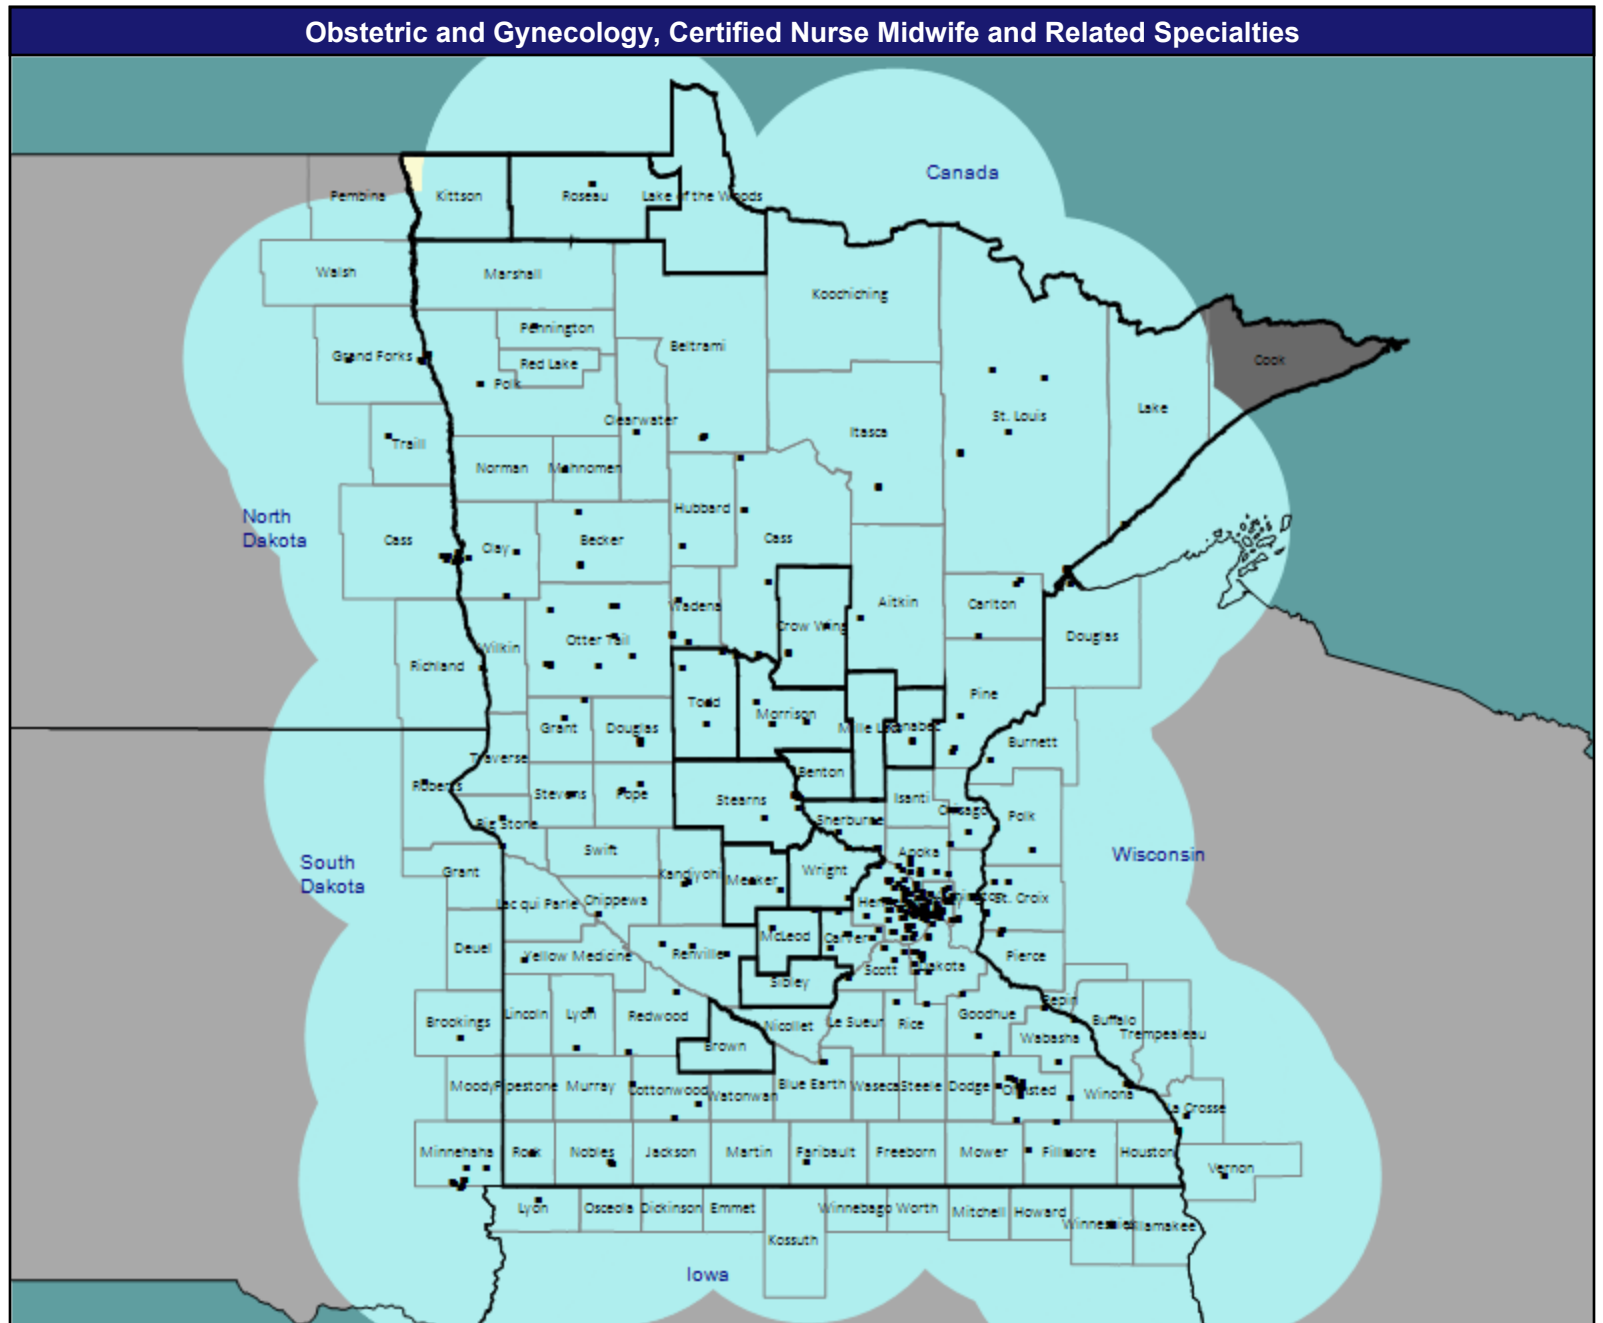 Obstetric and Gynecology, Certified Nurse Midwife and Related Specialties
Canada
Pembina
Kittson
Roseau
Lake of the Woods
Walsh
Marshall
Koochiching
Pennington
Beltrami
Grand Forks
Red Lake
Cook
Polk
Lake
St. Louis
Clearwater
Itasca
Traill
Norman
Mahnomen
Hubbard
North
Dakota
Cass
Clay
Becker
Cass
Aitkin
Carlton
Wadena
Crow Wing
Otter Tail
Douglas
Wilkin
Richland
Pine
Todd
Morrison
Grant
Douglas
Burnett
Traverse
Benton
Roberts
Stevens
Pope
Stearns
Isanti
Chisago
Polk
Big Stone
Sherburne
Swift
Anoka
Wisconsin
South
Dakota
Grant
Kandiyohi
Meeker
Wright
St. Croix
Lac qui Parle
Chippewa
McLeod
Carver
Deuel
Yellow Medicine
Renville
Scott
Dakota
Pierce
Sibley
Pepin
Brookings
Lincoln
Lyon
Redwood
Nicollet
Le Sueur
Rice
Goodhue
Buffalo
Trempealeau
Wabasha
Brown
Moody
Pipestone
Murray
Cottonwood
Watonwan
Blue Earth
Waseca
Steele
Dodge
Olmsted
Winona
La Crosse
Minnehaha
Rock
Nobles
Jackson
Martin
Faribault
Freeborn
Mower
Fillmore
Houston
Vernon
Lyon
Osceola
Dickinson
Emmet
Winnebago
Worth
Mitchell
Howard
Kossuth
Iowa